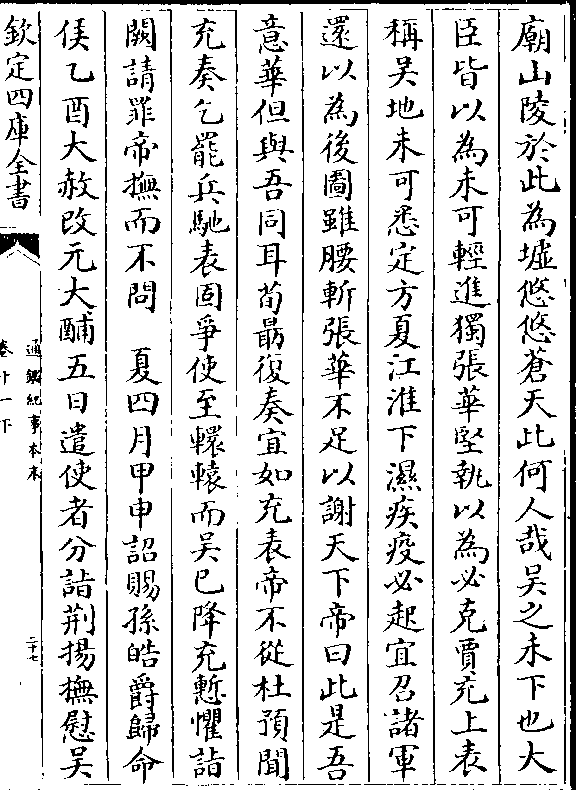 廟山陵於此為墟悠悠蒼天此何人哉吳之未下也大
臣皆以為未可輕進獨張華堅執以為必克賈充上表
稱吳地未可悉定方夏江淮下濕疾疫必起宜召諸軍
還以為後圖雖腰斬張華不足以謝天下帝曰此是吾
意華但與吾同耳荀勗復奏宜如充表帝不從杜預聞
充奏乞罷兵馳表固爭使至轘轅而吳已降充慙懼詣
闕請罪帝撫而不問　夏四月甲申詔賜孫皓爵歸命
侯乙酉大赦改元大酺五日遣使者分詣荆揚撫慰吳
欽定四庫全書
通鑑紀事本末
卷十一下
二十七